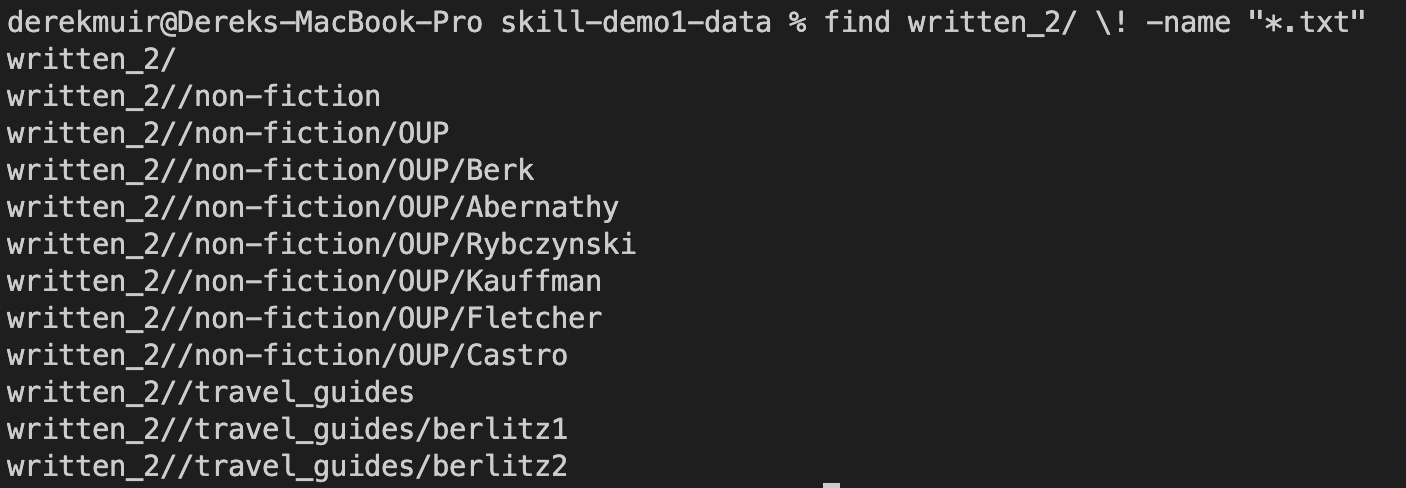 derekmuir@Dereks-MacBook-Pro skill-demo1-data % find written_2/ \! -name "*.txt"
written_2/
written_2//non-fiction
written_2//non-fiction/OUP
written_2//non-fiction/OUP/Berk
written_2//non-fiction/OUP/Abernathy
written_2//non-fiction/OUP/Rybczynski
written_2//non-fiction/OUP/Kauffman
written_2//non-fiction/OUP/Fletcher
written_2//non-fiction/OUP/Castro
written_2//travel_guides
written_2//travel_guides/berlitz1
written_2//travel_guides/berlitz2